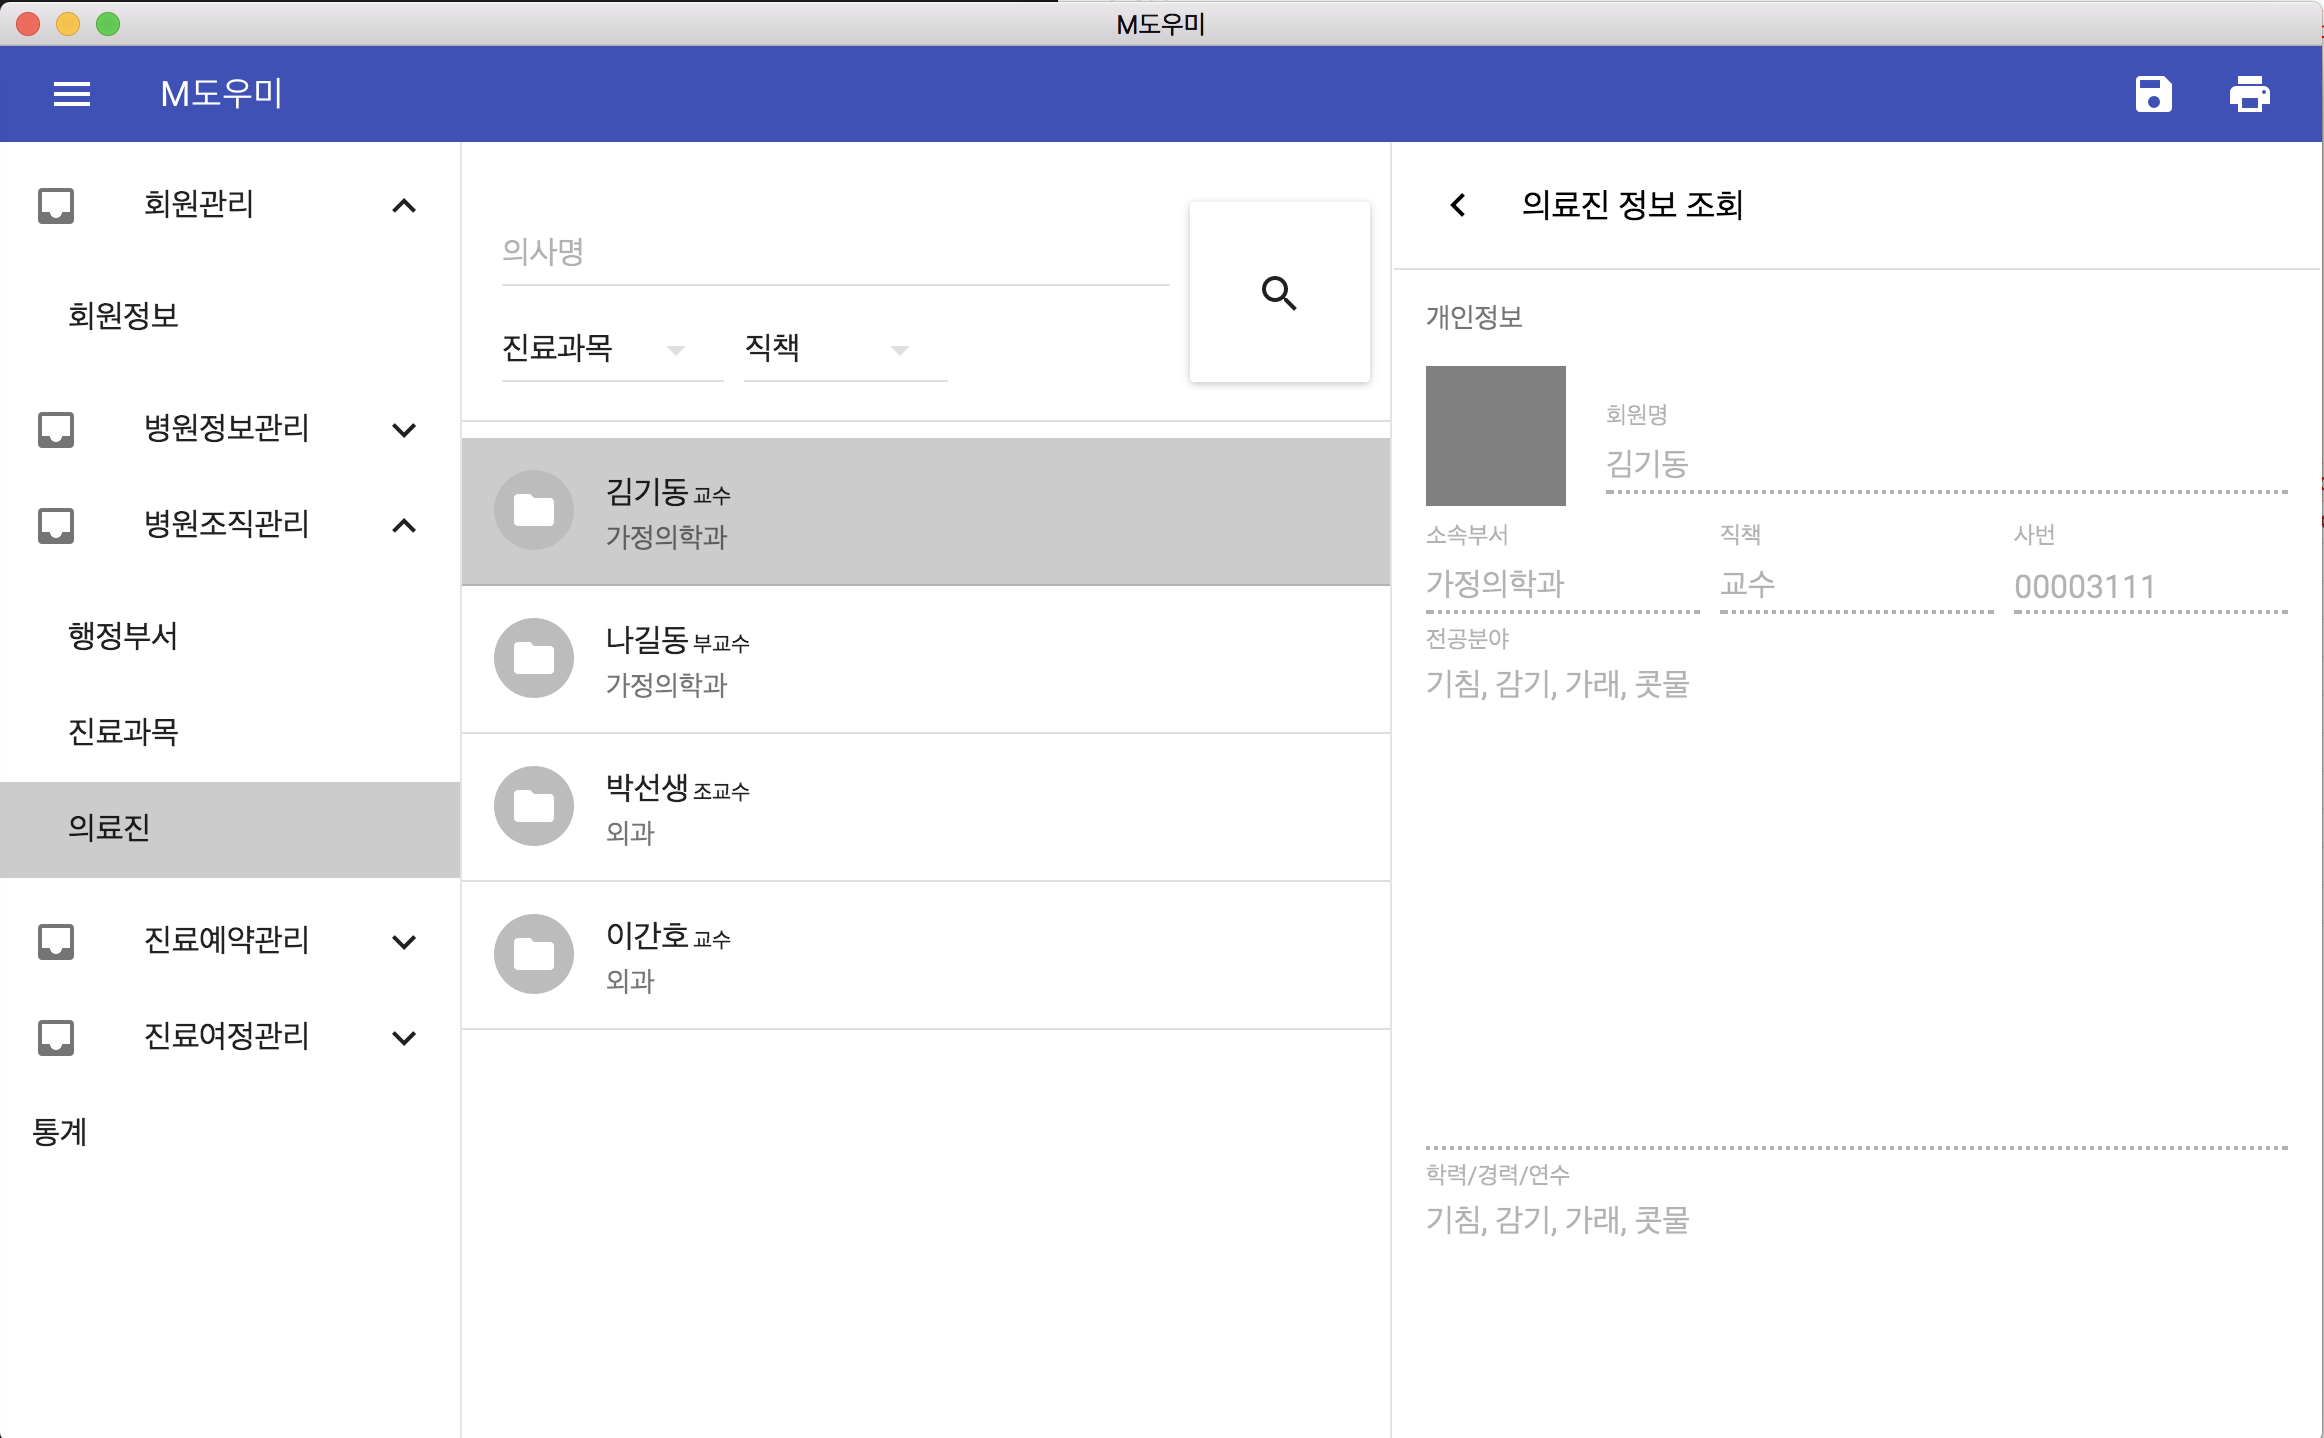 M도우미
M도우미
회원관리
회원정보
병원정보관리
병원조직관리
행정부서
진료과목
의료진
진료예약관리
진료여정관리
통계
의사명
진료과목 직책
김기동 교수
가정의학과
나길동 부교수
가정의학과
박선생 조교수
외과
이간호 교수
외과
의료진 정보 조회
개인정보
회원명
김기동
소속부서 직책 사번
가정의학과 교수 00003111
전공분야
기침, 감기, 가래, 콧물
학력/경력/연수
기침, 감기, 가래, 콧물